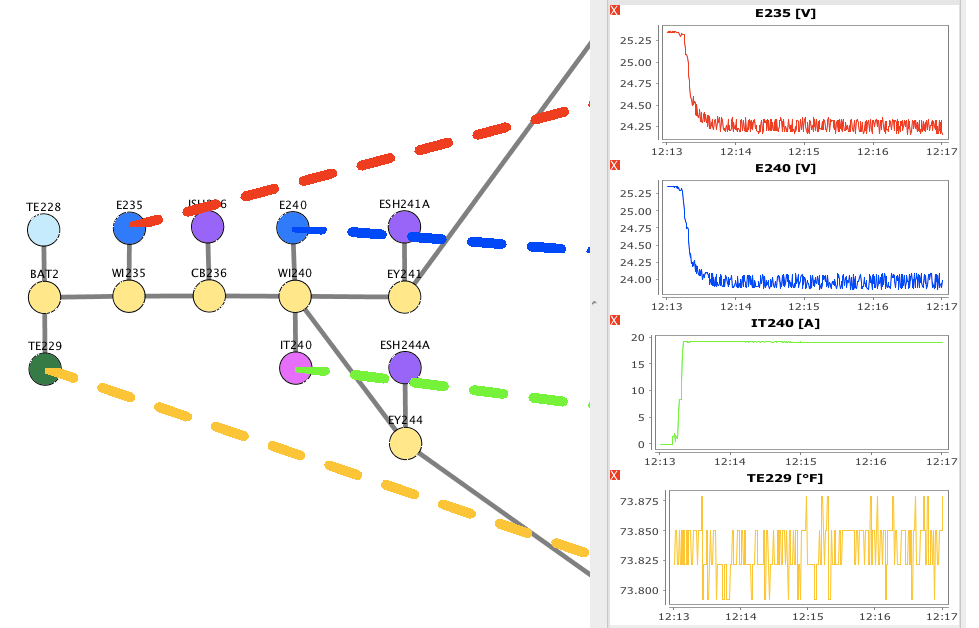 TE228
E235
E240
ESH241A
BAT2
WI235
CB236
WI240
EY241
TE229
IT240
ESH244A
EY244
X
E235 [V]
25.25
25.00
24.75
24.50
24.25
12:13 12:14 12:15 12:16 12:17
X
E240 [V]
25.25
25.00
24.75
24.50
24.25
24.00
12:13 12:14 12:15 12:16 12:17
X
IT240 [A]
20
15
10
5
0
12:13 12:14 12:15 12:16 12:17
X
TE229 [°F]
73.875
73.850
73.825
73.800
12:13 12:14 12:15 12:16 12:17